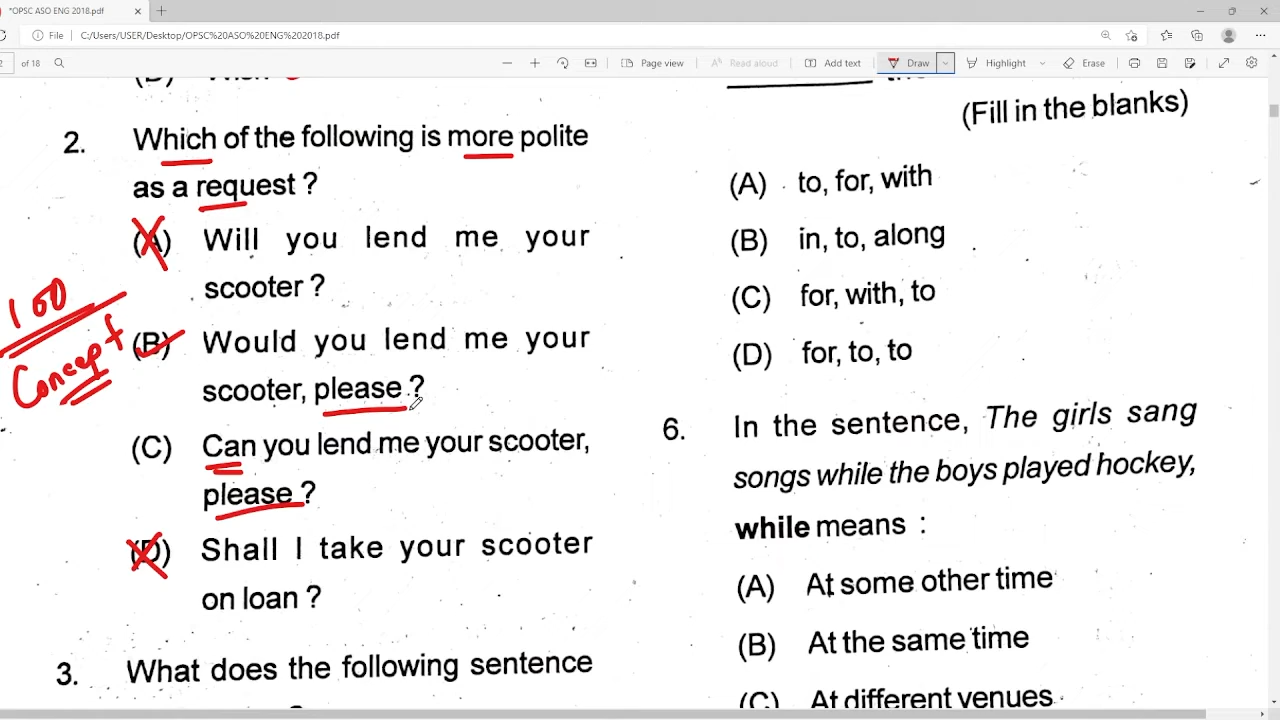 *OPSC ASO ENG 2018.pdf
File C:/Users/USER/Desktop/OPSC%20ASO%20ENG%202018.pdf
2 of 18 Page view Read aloud Add text Draw Highlight Erase
2. Which of the following is more polite
as a request ?
(A) Will you lend me your
scooter ?
(B) Would you lend me your
scooter, please ?
(C) Can you lend me your scooter,
please ?
(D) Shall I take your scooter
on loan ?
3. What does the following sentence
100
Concept
(Fill in the blanks)
(A) to, for, with
(B) in, to, along
(C) for, with, to
(D) for, to, to
6. In the sentence, The girls sang
songs while the boys played hockey,
while means :
(A) At some other time
(B) At the same time
(C) At different venues